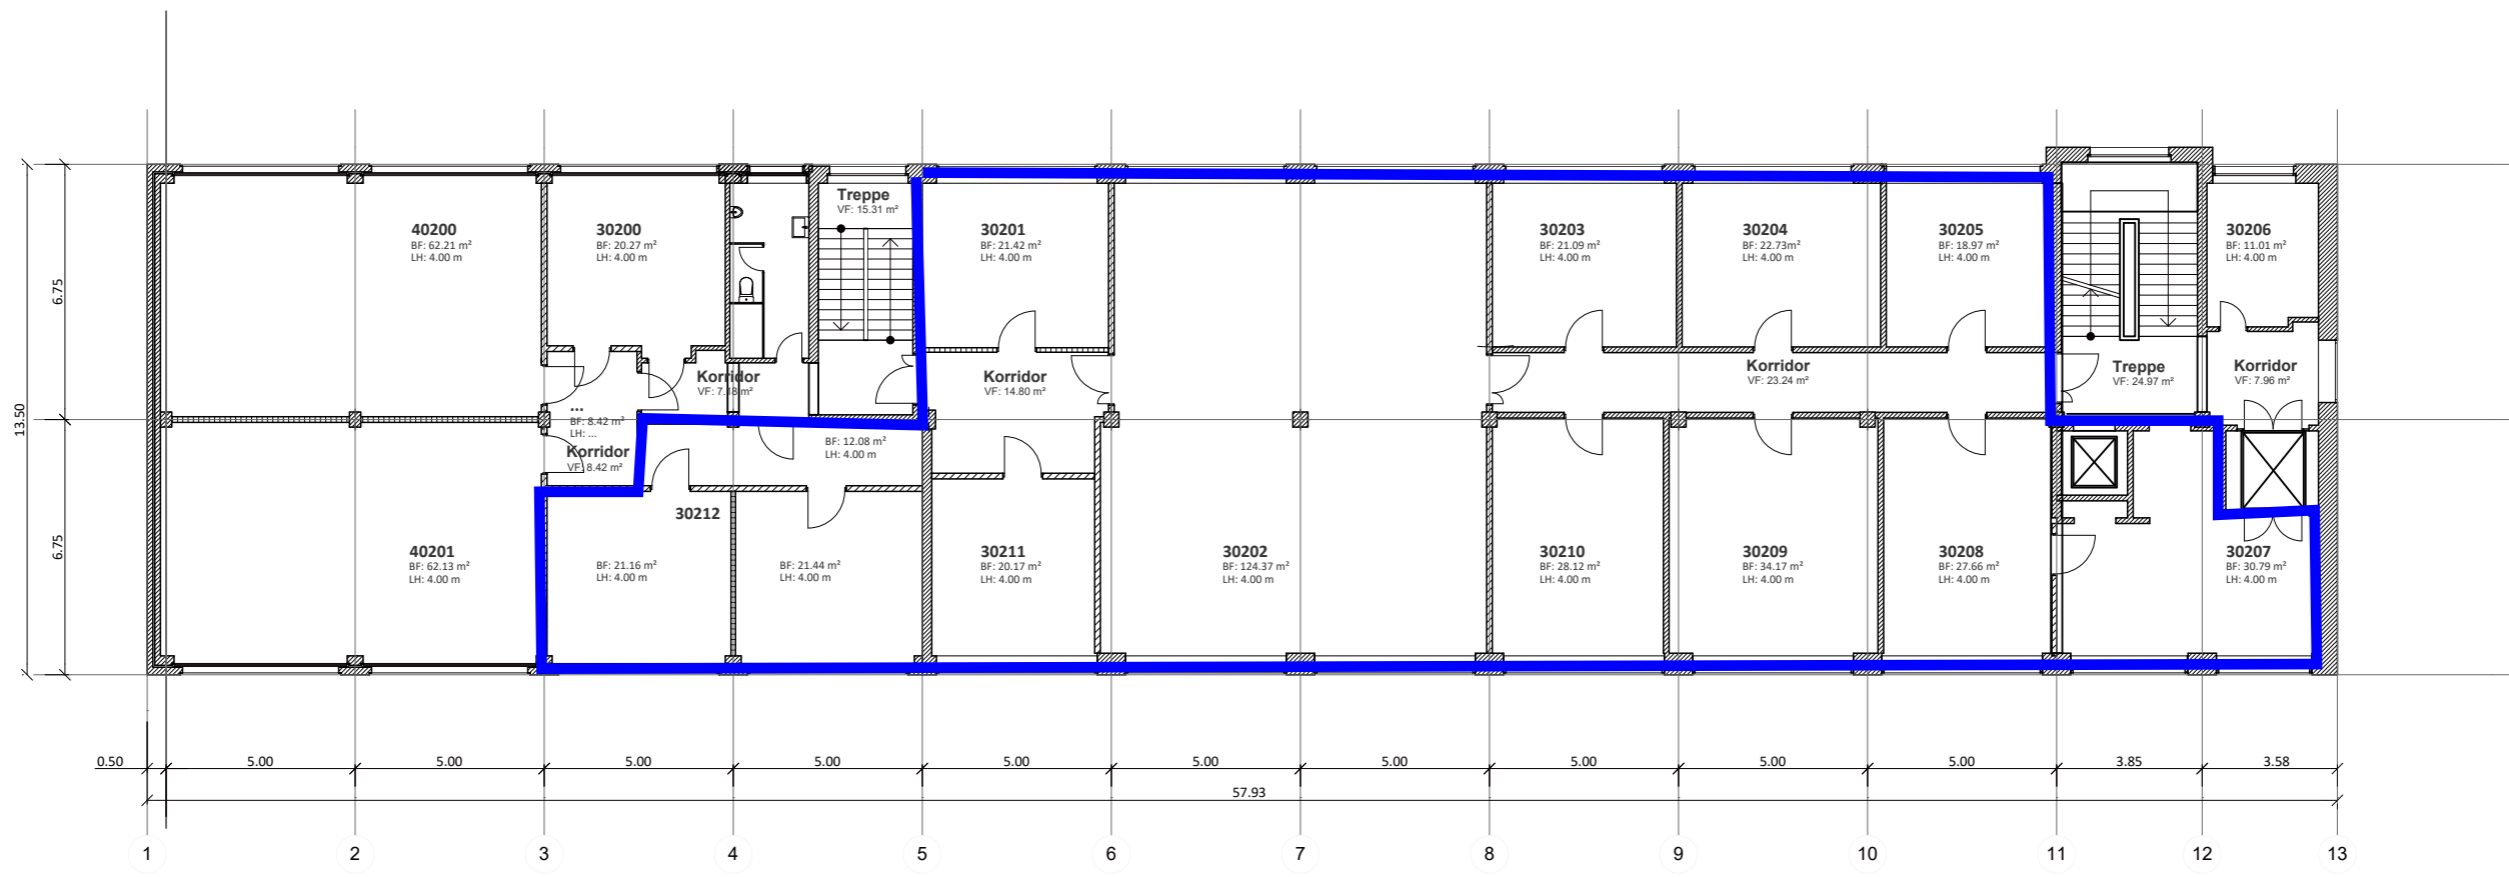 Treppe
VF: 15.31 m²
40200
BF: 62.21 m²
LH: 4.00 m
30200
BF: 20.27 m²
LH: 4.00 m
30201
BF: 21.42 m²
LH: 4.00 m
30203
BF: 21.09 m²
LH: 4.00 m
30204
BF: 22.73m²
LH: 4.00 m
30205
BF: 18.97 m²
LH: 4.00 m
30206
BF: 11.01 m²
LH: 4.00 m
6.75
Korridor
VF: 7.18 m²
Korridor
VF: 14.80 m²
Korridor
VF: 23.24 m²
Treppe
VF: 24.97 m²
Korridor
VF: 7.96 m²
...
BF: 8.42 m²
LH: ...
13.50
Korridor
VF: 8.42 m²
BF: 12.08 m²
LH: 4.00 m
30212
6.75
40201
BF: 62.13 m²
LH: 4.00 m
BF: 21.16 m²
LH: 4.00 m
BF: 21.44 m²
LH: 4.00 m
30211
BF: 20.17 m²
LH: 4.00 m
30202
BF: 124.37 m²
LH: 4.00 m
30210
BF: 28.12 m²
LH: 4.00 m
30209
BF: 34.17 m²
LH: 4.00 m
30208
BF: 27.66 m²
LH: 4.00 m
30207
BF: 30.79 m²
LH: 4.00 m
0.50 5.00 5.00 5.00 5.00 5.00 5.00 5.00 5.00 5.00 5.00 3.85 3.58
57.93
1 2 3 4 5 6 7 8 9 10 11 12 13